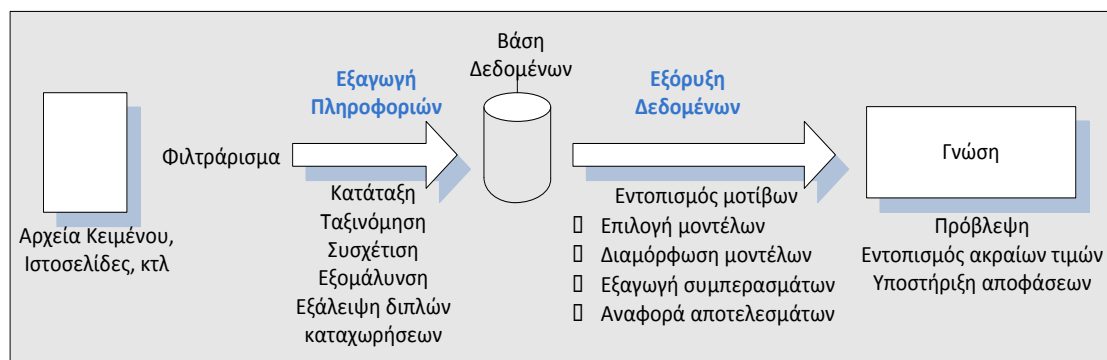 Αρχεία Κειμένου,
Ιστοσελίδες, κτλ
Φιλτράρισμα
Εξαγωγή
Πληροφοριών
Κατάταξη
Ταξινόμηση
Συσχέτιση
Εξομάλυνση
Εξάλειψη διπλών
καταχωρήσεων
Βάση
Δεδομένων
Εξόρυξη
Δεδομένων
Εντοπισμός μοτίβων
Επιλογή μοντέλων
Διαμόρφωση μοντέλων
Εξαγωγή συμπερασμάτων
Αναφορά αποτελεσμάτων
Γνώση
Πρόβλεψη
Εντοπισμός ακραίων τιμών
Υποστήριξη αποφάσεων